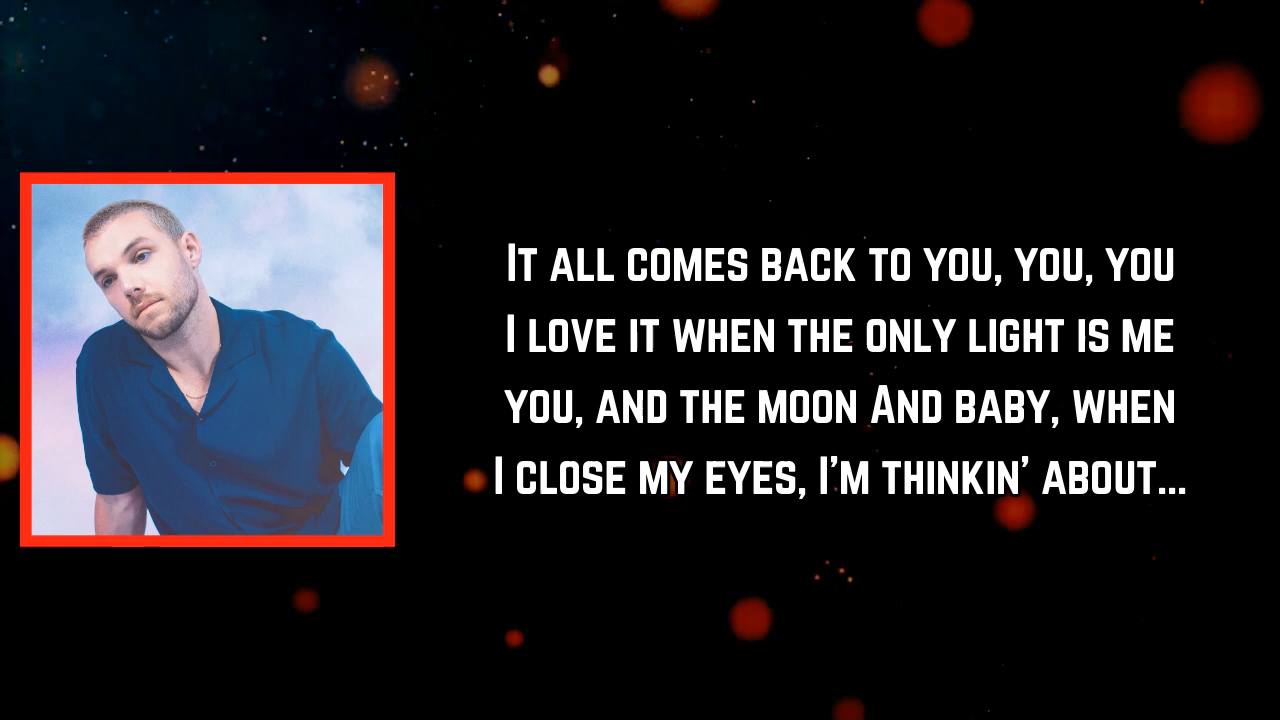 It all comes back to you, you, you
I love it when the only light is me
you, and the moon And baby, when
I close my eyes, I'm thinkin' about...